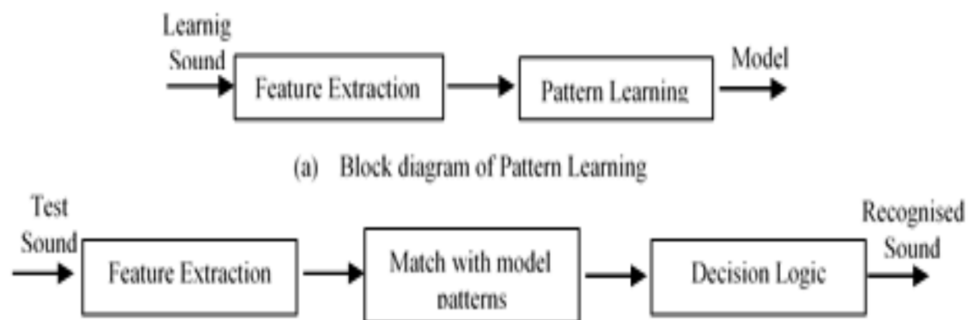 Learnig
Sound
Feature Extraction
Pattern Learning
Model
(a) Block diagram of Pattern Learning
Test
Sound
Feature Extraction
Match with model
patterns
Decision Logic
Recognised
Sound